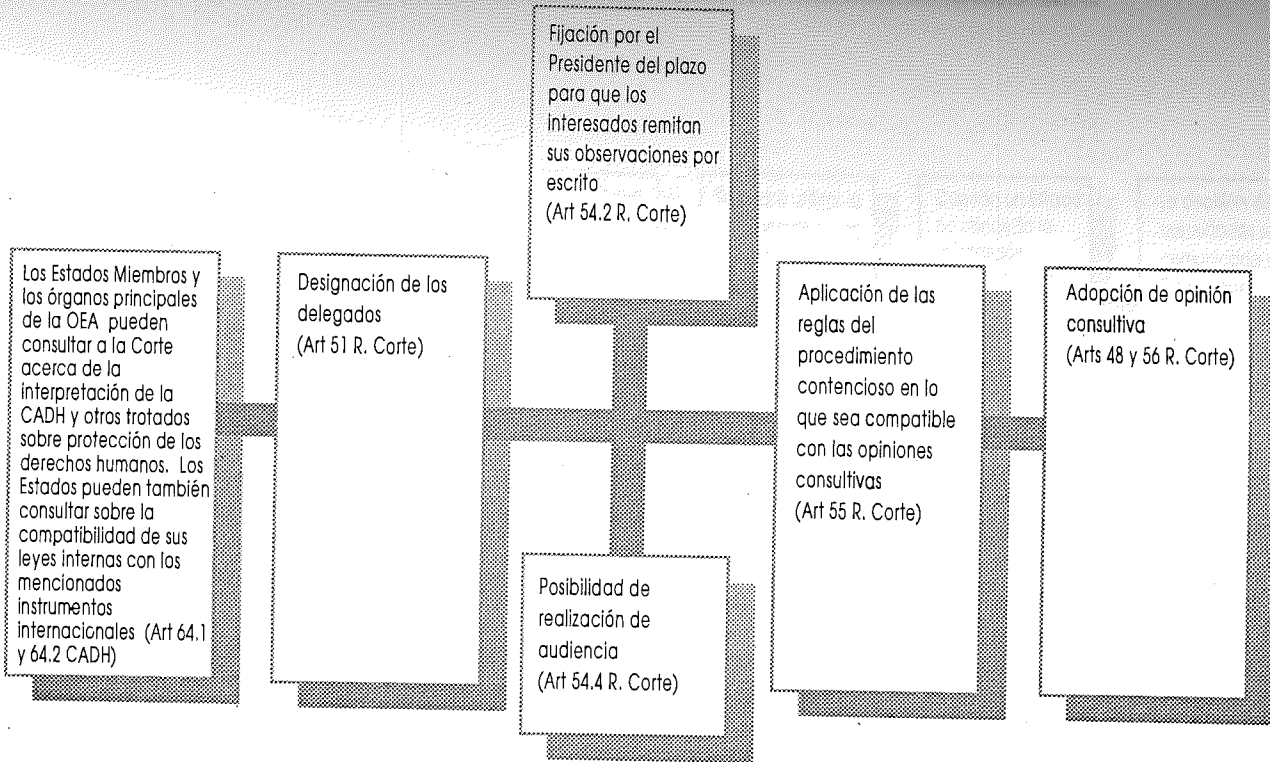 Los Estados Miembros y
los órganos principales
de la OEA pueden
consultar a la Corte
acerca de la
interpretación de la
CADH y otros trotados
sobre protección de los
derechos humanos. Los
Estados pueden también
consultar sobre la
compatibilidad de sus
leyes internas con los
mencionados
instrumentos
internacionales (Art 64.1
y 64.2 CADH)
Designación de los
delegados
(Art 51 R. Corte)
Fijación por el
Presidente del plazo
para que los
interesados remitan
sus observaciones por
escrito
(Art 54.2 R. Corte)
Posibilidad de
realización de
audiencia
(Art 54.4 R. Corte)
Aplicación de las
reglas del
procedimiento
contencioso en lo
que sea compatible
con las opiniones
consultivas
(Art 55 R. Corte)
Adopción de opinión
consultiva
(Arts 48 y 56 R. Corte)